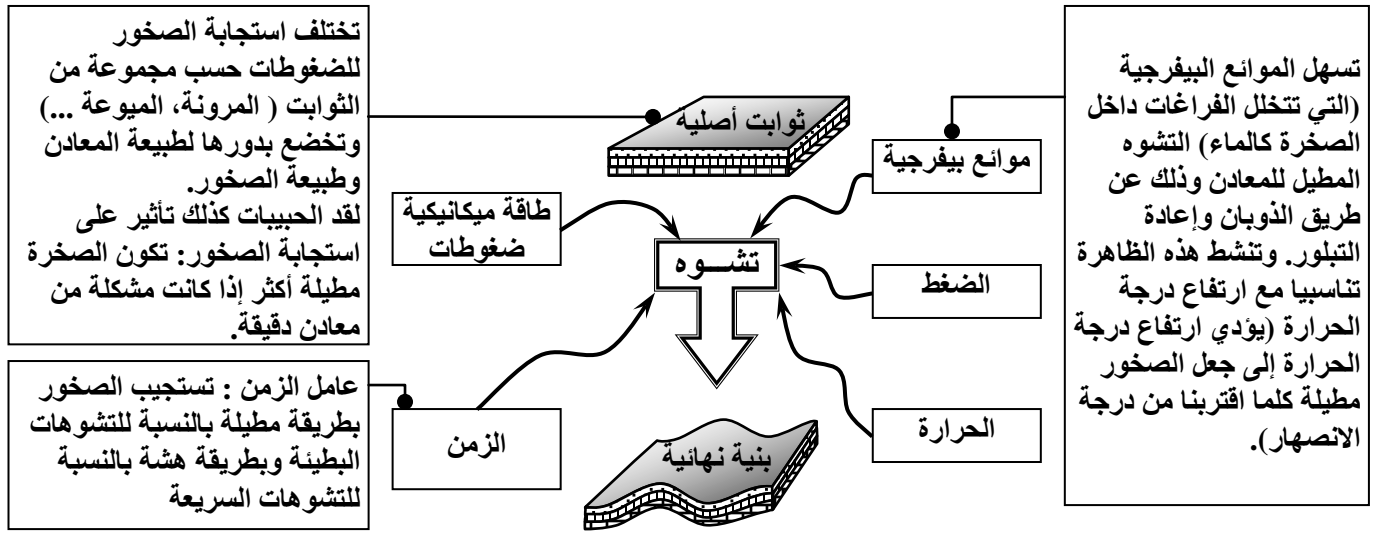 تسهل الموائع البيفرجية
(التي تتخلل الفراغات داخل
الصخرة كالماء) التشوه
المطيل للمعادن وذلك عن
طريق الذوبان وإعادة
التبلور. وتنشط هذه الظاهرة
تناسبيا مع ارتفاع درجة
الحرارة (يؤدي ارتفاع درجة
الحرارة إلى جعل الصخور
مطيلة كلما اقتربنا من درجة
الانصهار).
موائع بيفرجية
الضغط
الحرارة
ثوابت أصلية
تشـــوه
بنية نهائية
طاقة ميكانيكية
ضغوطات
الزمن
تختلف استجابة الصخور
للضغوطات حسب مجموعة من
الثوابت ( المرونة، الميوعة ...)
وتخضع بدورها لطبيعة المعادن
وطبيعة الصخور.
لقد الحبيبات كذلك تأثير على
استجابة الصخور: تكون الصخرة
مطيلة أكثر إذا كانت مشكلة من
معادن دقيقة.
عامل الزمن : تستجيب الصخور
بطريقة مطيلة بالنسبة للتشوهات
البطيئة وبطريقة هشة بالنسبة
للتشوهات السريعة